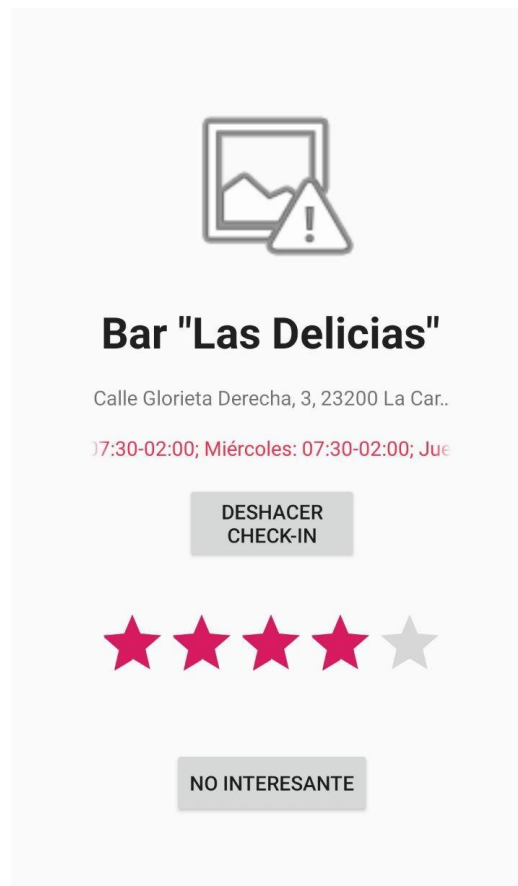 Bar "Las Delicias"
Calle Glorieta Derecha, 3, 23200 La Car..
07:30-02:00; Miércoles: 07:30-02:00; Jue
DESHACER
CHECK-IN
NO INTERESANTE